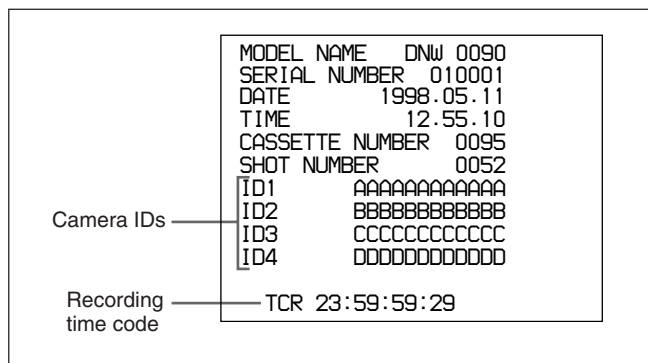 MODEL NAME DNW 0090
SERIAL NUMBER 010001
DATE 1998.05.11
TIME 12.55.10
CASSETTE NUMBER 0095
SHOT NUMBER 0052
ID1 AAAAAAAAAAAA
ID2 BBBBBBBBBBBB
ID3 CCCCCCCCCCCC
ID4 DDDDDDDDDDDD
Camera IDs
TCR 23:59:59:29
Recording
time code